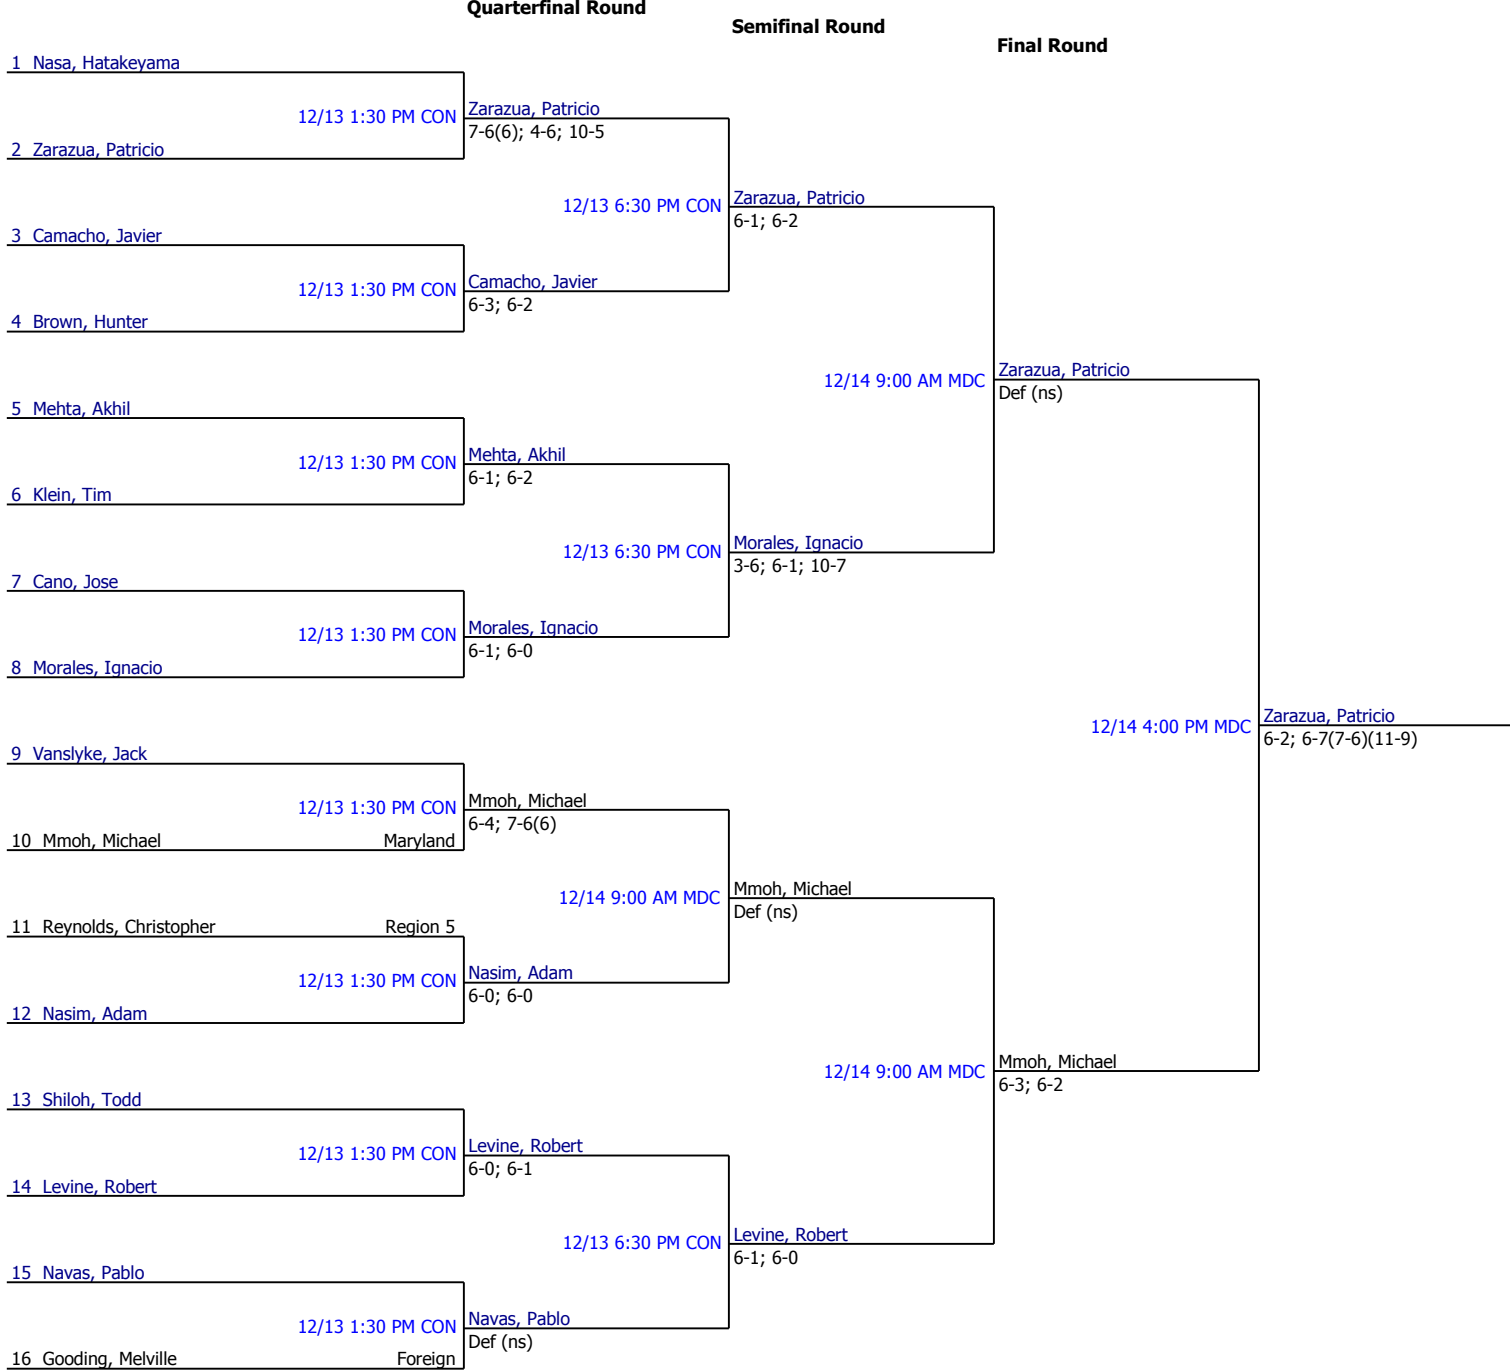 Quarterfinal Round
Semifinal Round
Final Round
1 Nasa, Hatakeyama
12/13 1:30 PM CON
Zarazua, Patricio
7-6(6); 4-6; 10-5
2 Zarazua, Patricio
12/13 6:30 PM CON
Zarazua, Patricio
6-1; 6-2
3 Camacho, Javier
12/13 1:30 PM CON
Camacho, Javier
6-3; 6-2
4 Brown, Hunter
12/14 9:00 AM MDC
Zarazua, Patricio
Def (ns)
5 Mehta, Akhil
12/13 1:30 PM CON
Mehta, Akhil
6-1; 6-2
6 Klein, Tim
12/13 6:30 PM CON
Morales, Ignacio
3-6; 6-1; 10-7
7 Cano, Jose
12/13 1:30 PM CON
Morales, Ignacio
6-1; 6-0
8 Morales, Ignacio
12/14 4:00 PM MDC
Zarazua, Patricio
6-2; 6-7(7-6)(11-9)
9 Vanslyke, Jack
12/13 1:30 PM CON
Mmoh, Michael
6-4; 7-6(6)
10 Mmoh, Michael Maryland
12/14 9:00 AM MDC
Mmoh, Michael
Def (ns)
11 Reynolds, Christopher Region 5
12/13 1:30 PM CON
Nasim, Adam
6-0; 6-0
12 Nasim, Adam
12/14 9:00 AM MDC
Mmoh, Michael
6-3; 6-2
13 Shiloh, Todd
12/13 1:30 PM CON
Levine, Robert
6-0; 6-1
14 Levine, Robert
12/13 6:30 PM CON
Levine, Robert
6-1; 6-0
15 Navas, Pablo
12/13 1:30 PM CON
Navas, Pablo
Def (ns)
16 Gooding, Melville Foreign